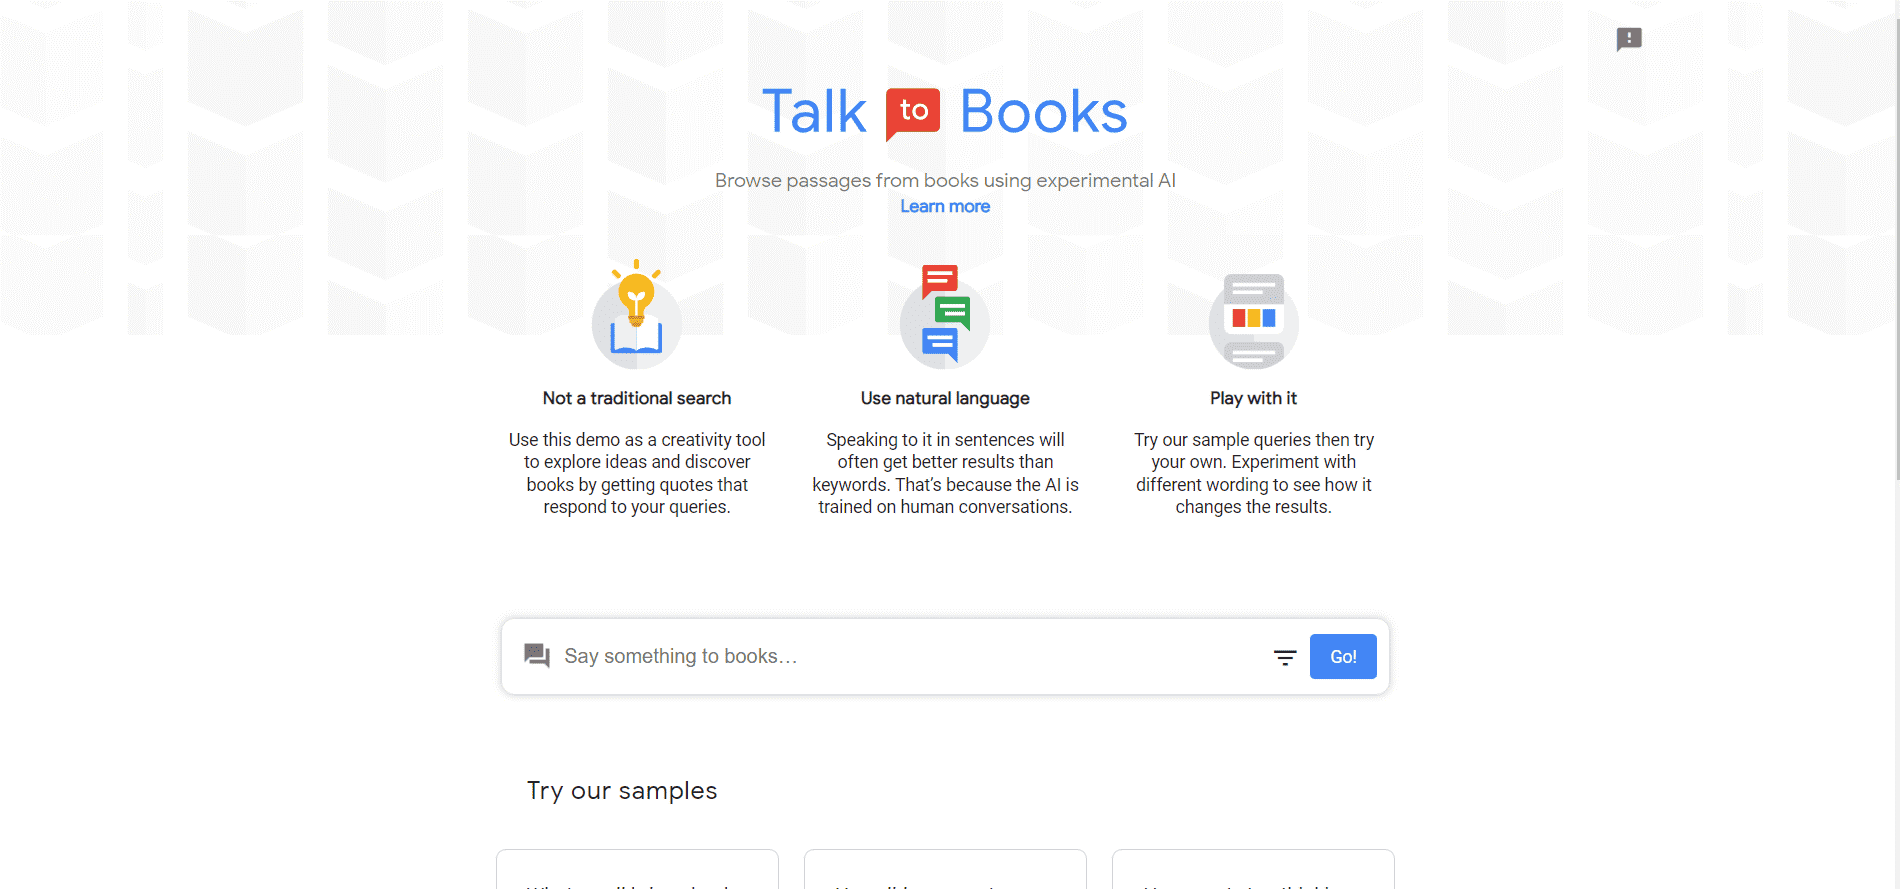 Talk to Books
Browse passages from books using experimental AI
Learn more
Not a traditional search
Use this demo as a creativity tool
to explore ideas and discover
books by getting quotes that
respond to your queries.
Use natural language
Speaking to it in sentences will
often get better results than
keywords. That's because the AI is
trained on human conversations.
Play with it
Try our sample queries then try
your own. Experiment with
different wording to see how it
changes the results.
Say something to books...
Go!
Try our samples